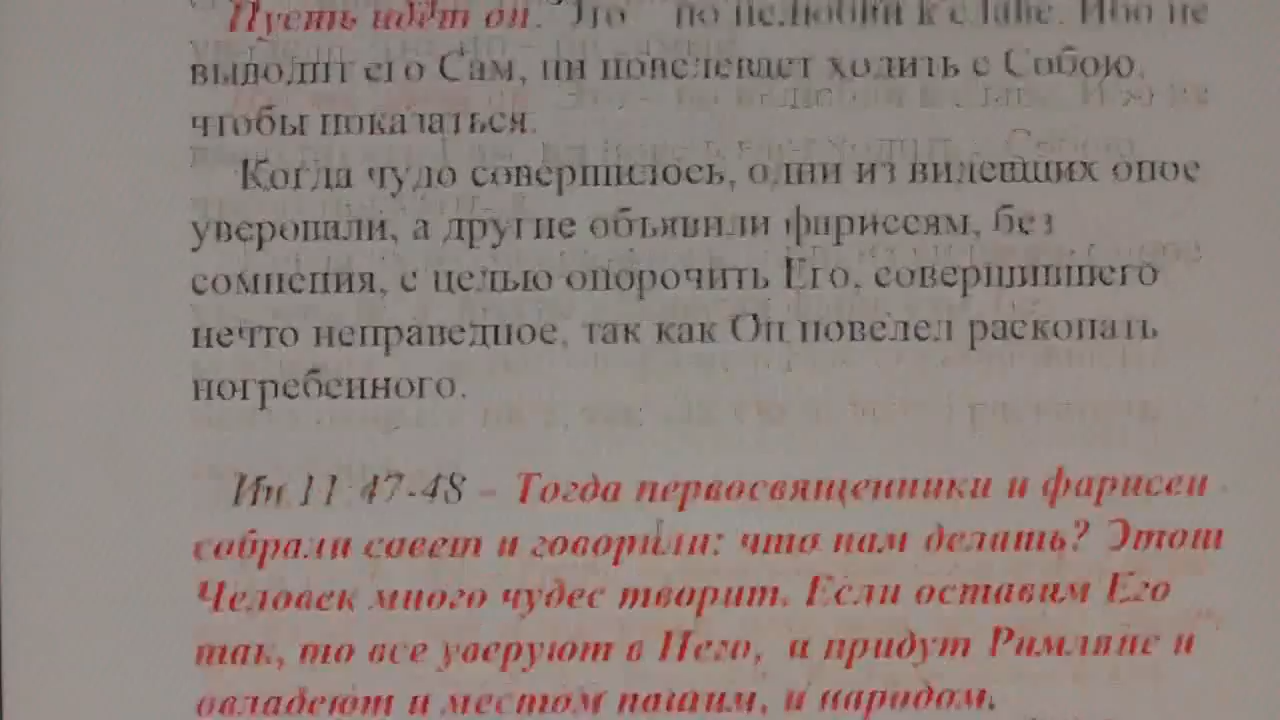 Пусть идёт он. Это – по нелюбви к славе. Ибо не
выводит его Сам, ни повелевает ходить с Собою,
чтобы показаться.
Когда чудо совершилось, одни из видевших оное
уверовали, а другие объявили фарисеям, без
сомнения, с целью опорочить Его, совершившего
нечто неправедное, так как Он повелел раскопать
погребенного.
Ин.11:47-48 – Тогда первосвященники и фарисеи
собрали совет и говорили: что нам делать? Этот
Человек много чудес творит. Если оставим Его
так, то все уверуют в Него, и придут Римляне и
овладеют и местом нашим, и народом.